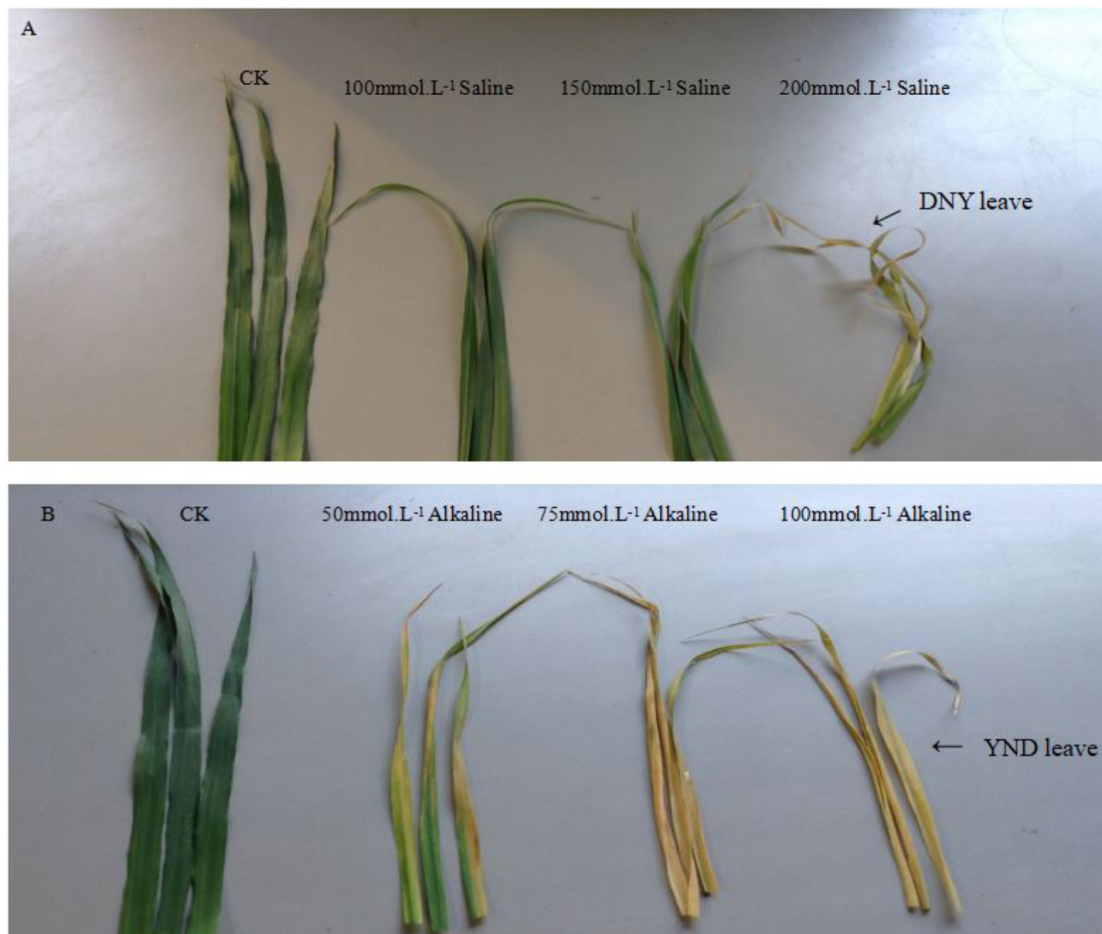 A
CK
100mmol.L⁻¹ Saline
150mmol.L⁻¹ Saline
200mmol.L⁻¹ Saline
← DNY leave
B
CK
50mmol.L⁻¹ Alkaline
75mmol.L⁻¹ Alkaline
100mmol.L⁻¹ Alkaline
← YND leave